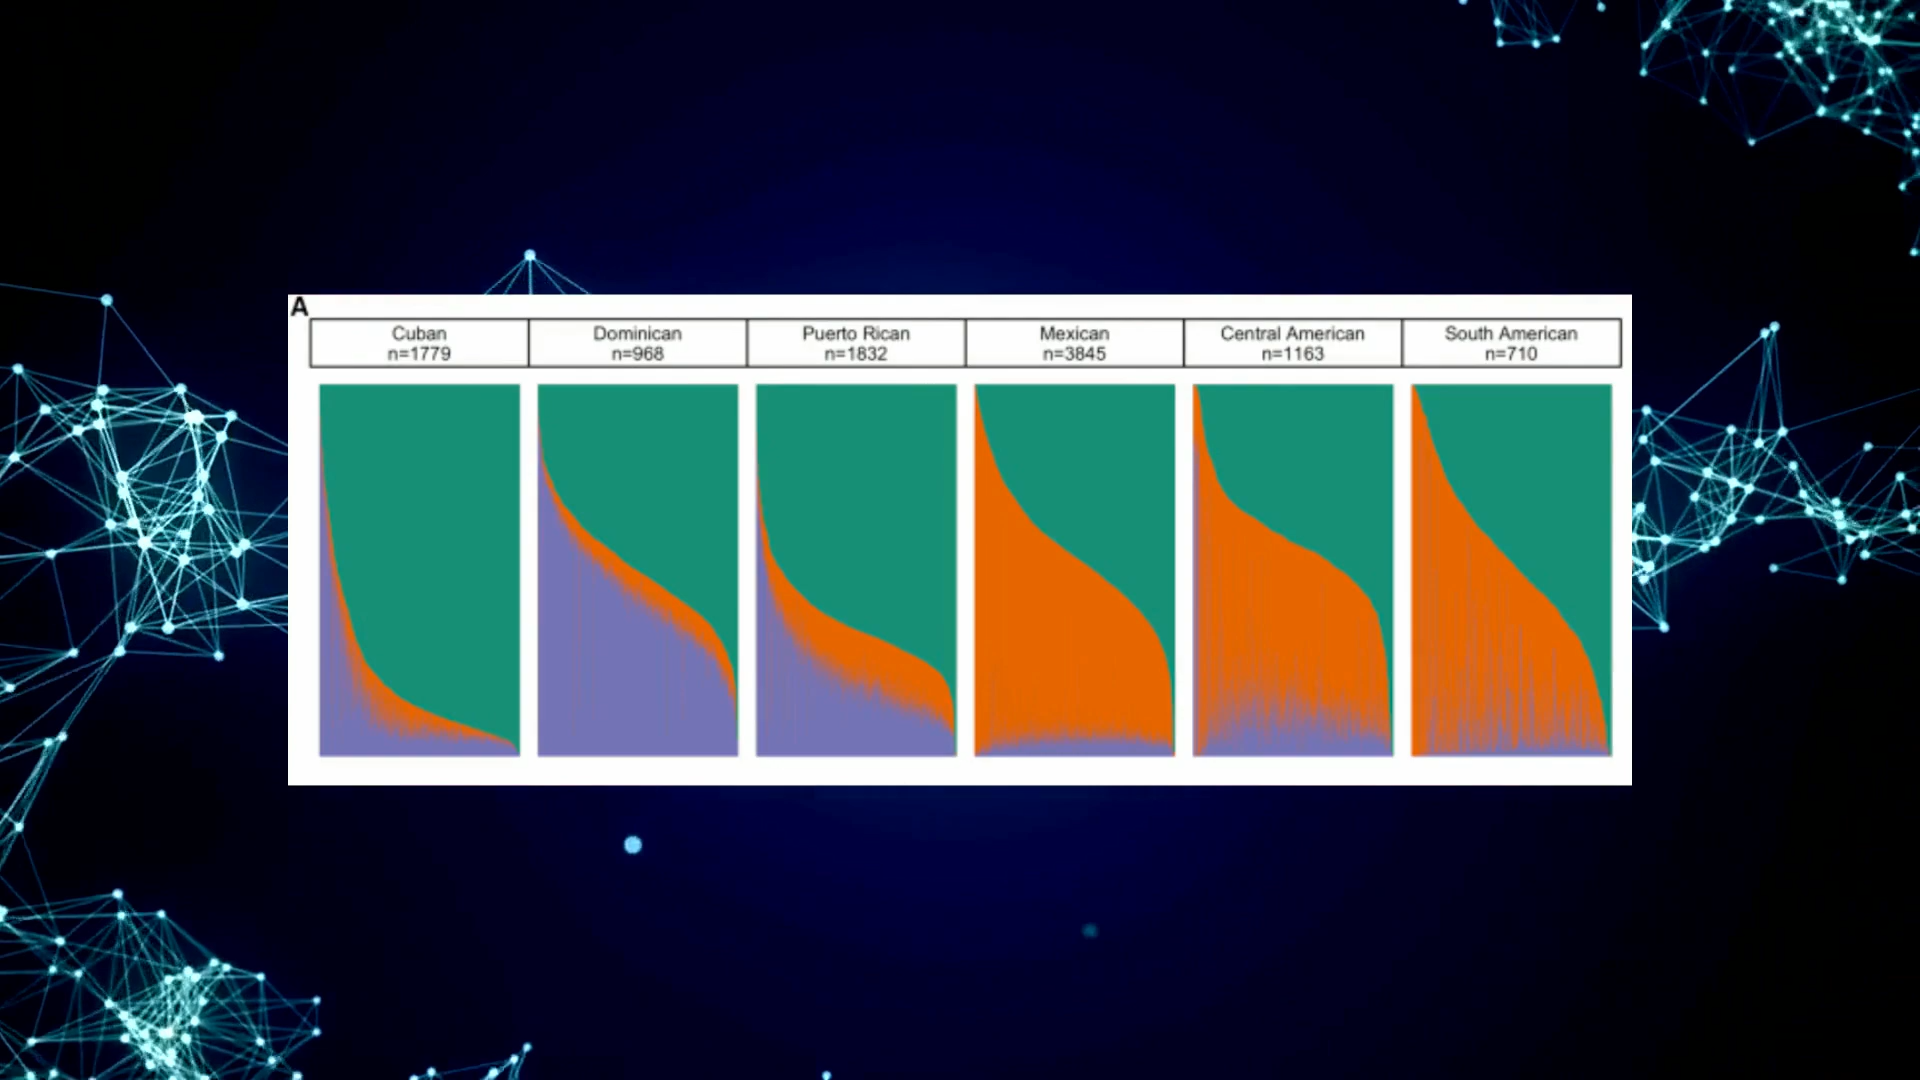 A
Cuban
n=1779
Dominican
n=968
Puerto Rican
n=1832
Mexican
n=3845
Central American
n=1163
South American
n=710